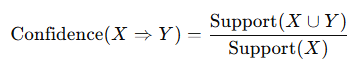 Confidence(X ⇒ Y) = Support(X ∪ Y) / Support(X)